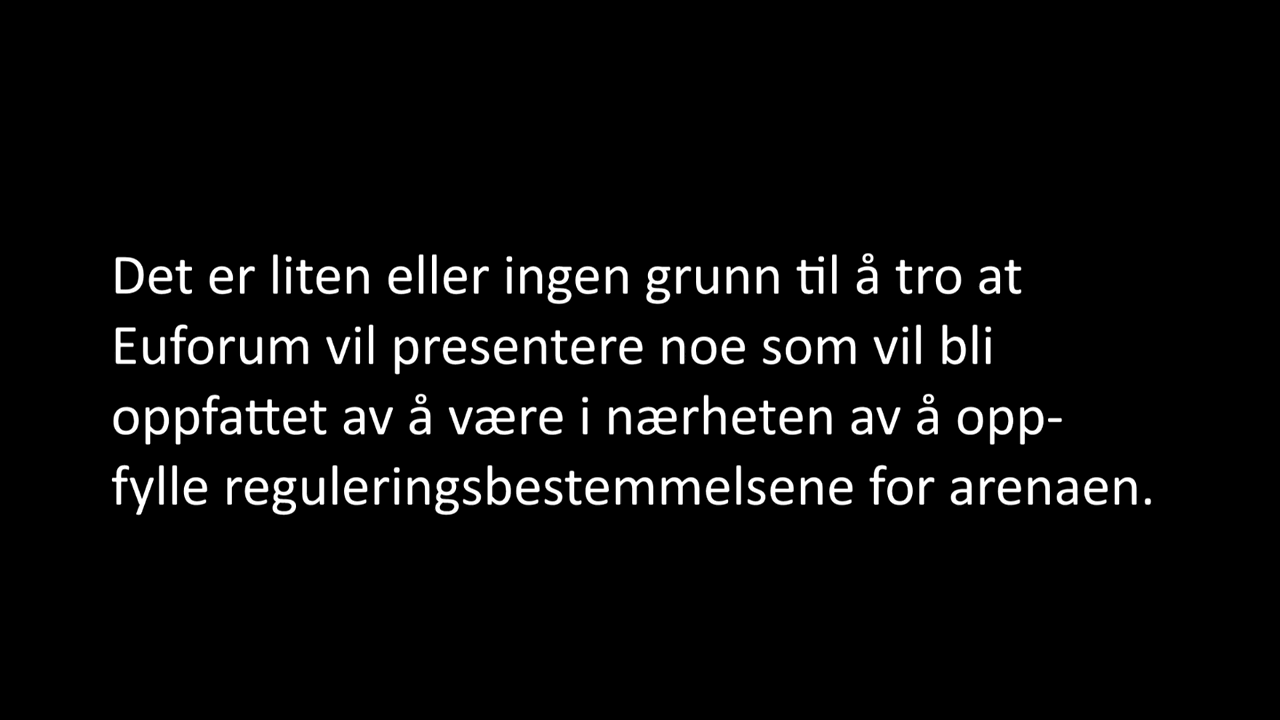 Det er liten eller ingen grunn til å tro at
Euforum vil presentere noe som vil bli
oppfattet av å være i nærheten av å opp-
fylle reguleringsbestemmelsene for arenaen.